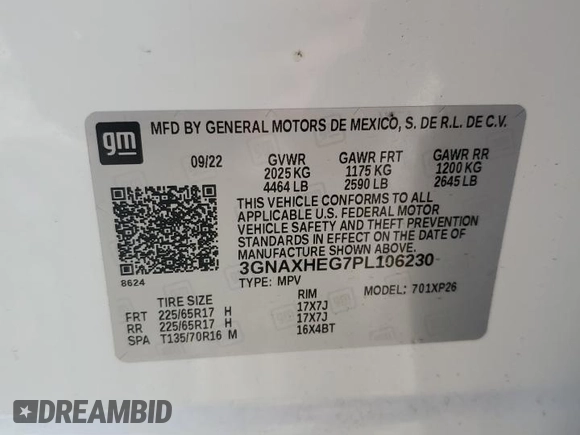 gm MFD BY GENERAL MOTORS DE MEXICO, S. DE R.L. DE C.V.
09/22 GVWR GAWR FRT GAWR RR
2025 KG 1175 KG 1200 KG
4464 LB 2590 LB 2645 LB
THIS VEHICLE CONFORMS TO ALL
APPLICABLE U.S. FEDERAL MOTOR
VEHICLE SAFETY AND THEFT PREVENTION
STANDARDS IN EFFECT ON THE DATE OF
MANUFACTURE SHOWN ABOVE.
3GNAXHEG7PL106230
8624 TYPE: MPV MODEL: 701XP26
TIRE SIZE RIM
FRT 225/65R17 H 17X7J
RR 225/65R17 H 17X7J
SPA T135/70R16 M 16X4BT
DREAMBID